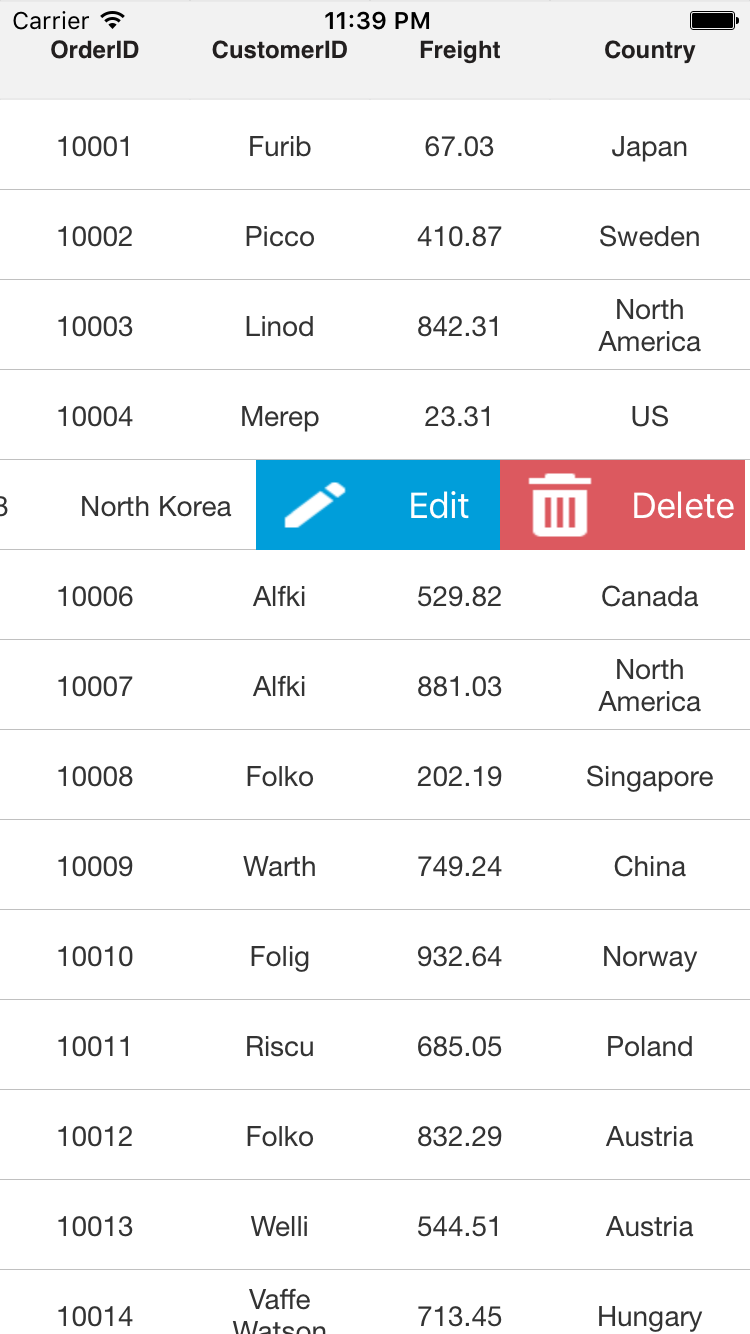 Carrier 11:39 PM
OrderID CustomerID Freight Country
10001 Furib 67.03 Japan
10002 Picco 410.87 Sweden
10003 Linod 842.31 North
America
10004 Merep 23.31 US
North Korea Edit Delete
10006 Alfki 529.82 Canada
10007 Alfki 881.03 North
America
10008 Folko 202.19 Singapore
10009 Warth 749.24 China
10010 Folig 932.64 Norway
10011 Riscu 685.05 Poland
10012 Folko 832.29 Austria
10013 Welli 544.51 Austria
10014 Vaffe 713.45 Hungary
Watson